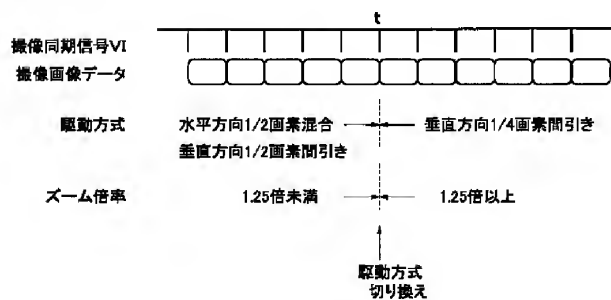 t
撮像同期信号VI
撮像画像データ
駆動方式 水平方向1/2画素混合 垂直方向1/4画素間引き
垂直方向1/2画素間引き
ズーム倍率 1.25倍未満 1.25倍以上
駆動方式
切り換え